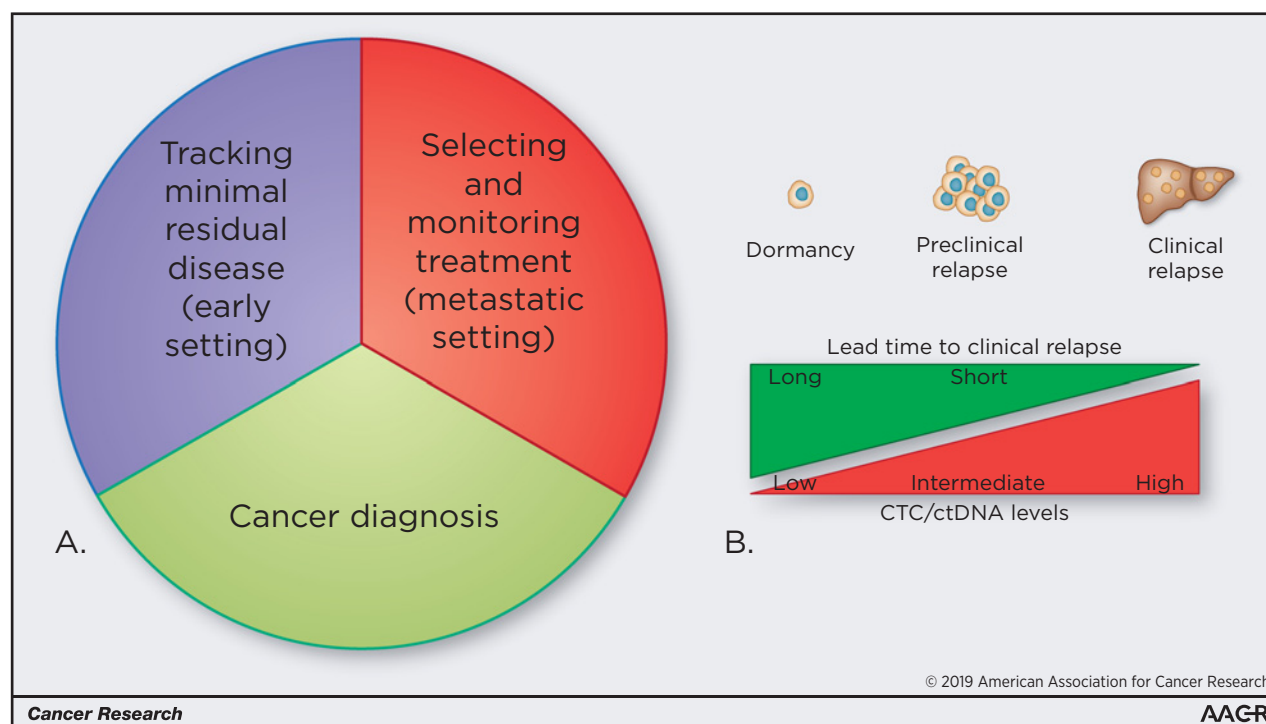 Tracking
minimal
residual
disease
(early
setting)
Selecting
and
monitoring
treatment
(metastatic
setting)
Cancer diagnosis
A.
Dormancy
Preclinical
relapse
Clinical
relapse
Lead time to clinical relapse
Long
Short
Low
Intermediate
High
CTC/ctDNA levels
B.
© 2019 American Association for Cancer Research
Cancer Research
AACR